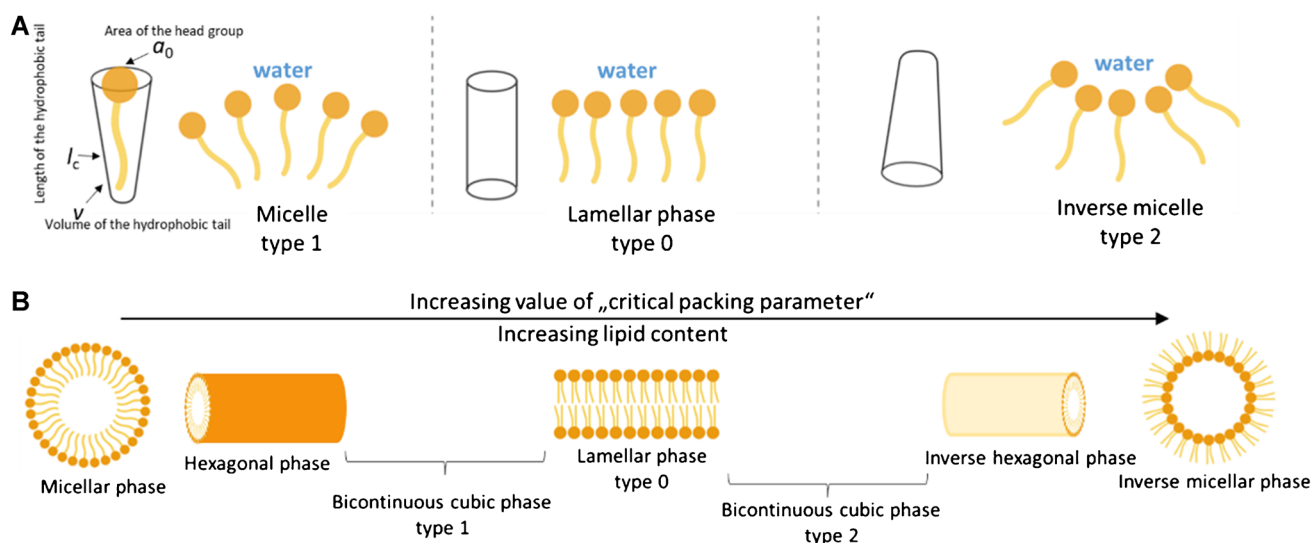 A
Length of the hydrophobic tail
Area of the head group
a0
lc
v
Volume of the hydrophobic tail
water
Micelle
type 1
water
Lamellar phase
type 0
water
Inverse micelle
type 2
B
Increasing value of „critical packing parameter“
Increasing lipid content
Micellar phase
Hexagonal phase
Bicontinuous cubic phase
type 1
Lamellar phase
type 0
Bicontinuous cubic phase
type 2
Inverse hexagonal phase
Inverse micellar phase